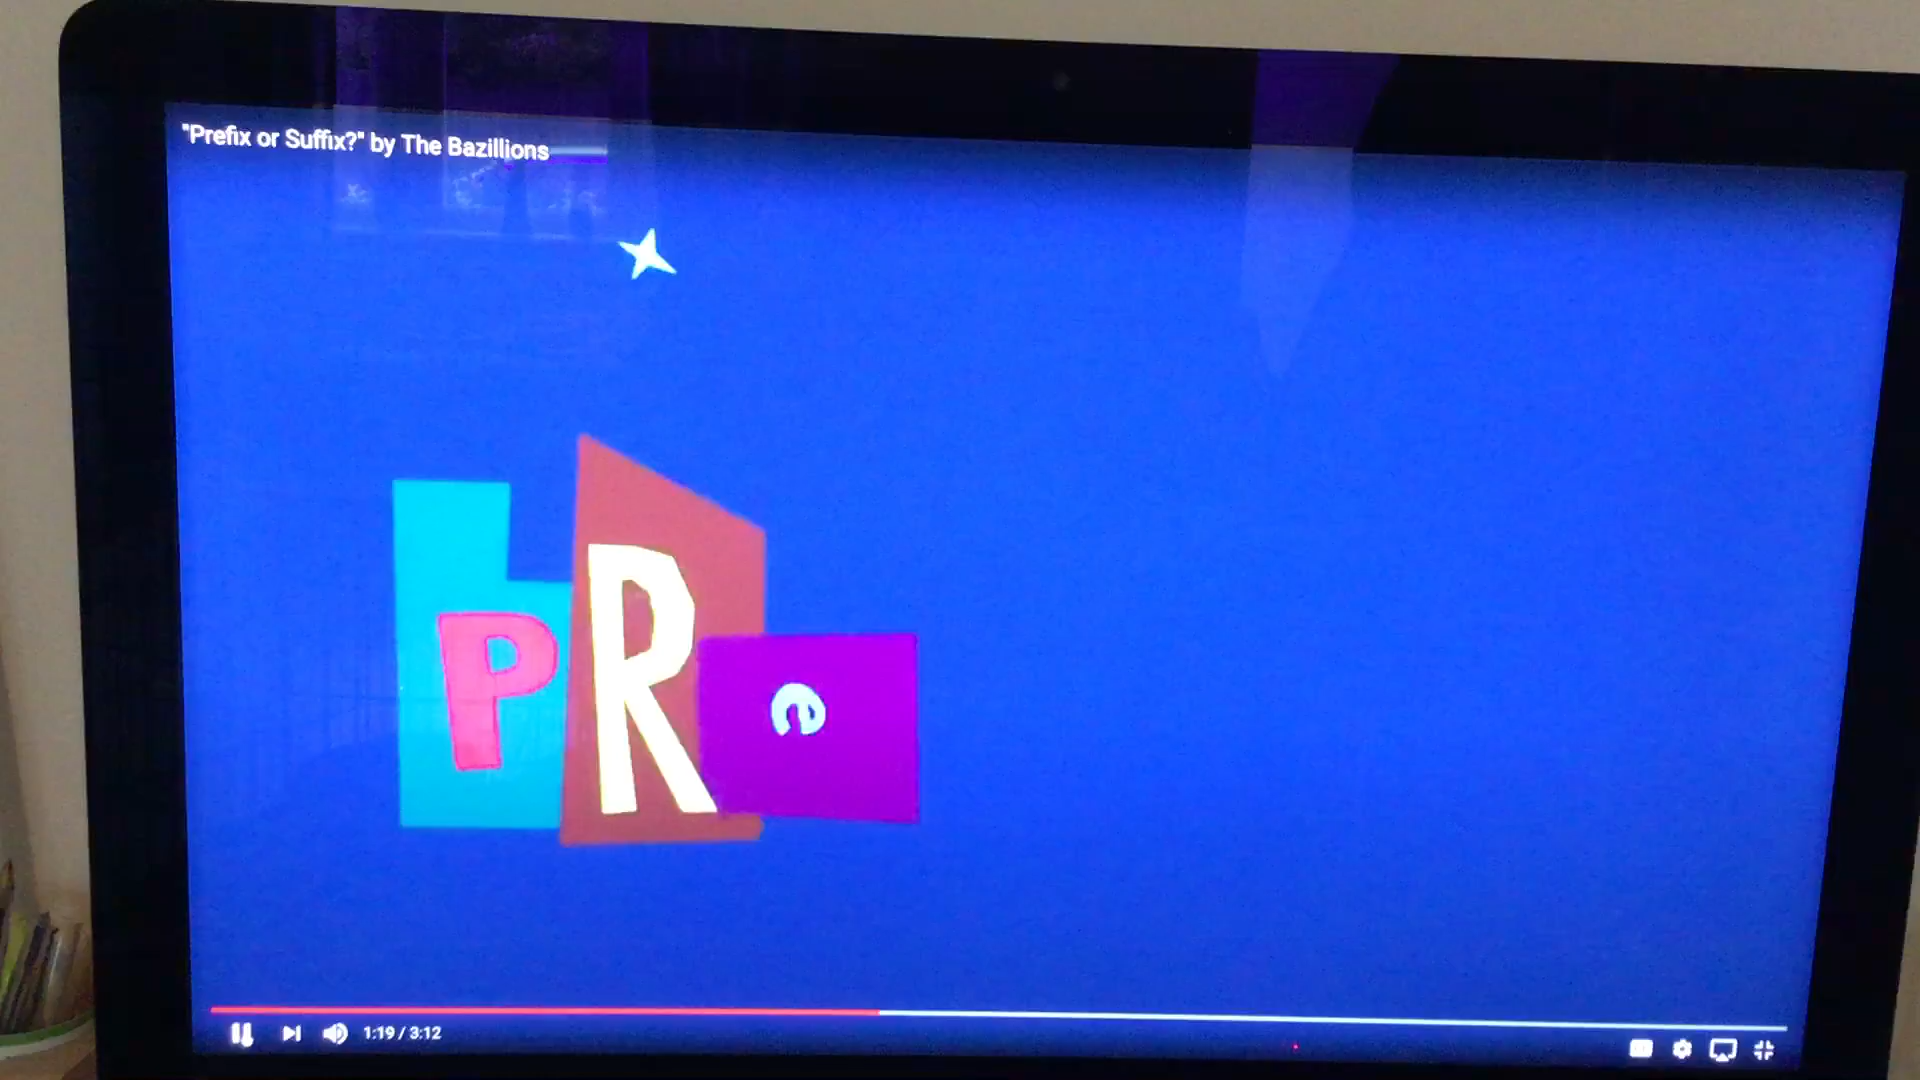 "Prefix or Suffix?" by The Bazillions
PRe
1:19 / 3:12